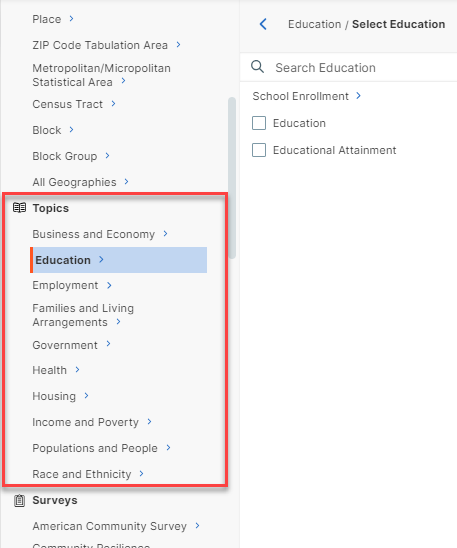 Place
ZIP Code Tabulation Area
Metropolitan/Micropolitan
Statistical Area
Census Tract
Block
Block Group
All Geographies
Topics
Business and Economy
Education
Employment
Families and Living
Arrangements
Government
Health
Housing
Income and Poverty
Populations and People
Race and Ethnicity
Surveys
American Community Survey
Community Resilience
Education / Select Education
Search Education
School Enrollment
Education
Educational Attainment